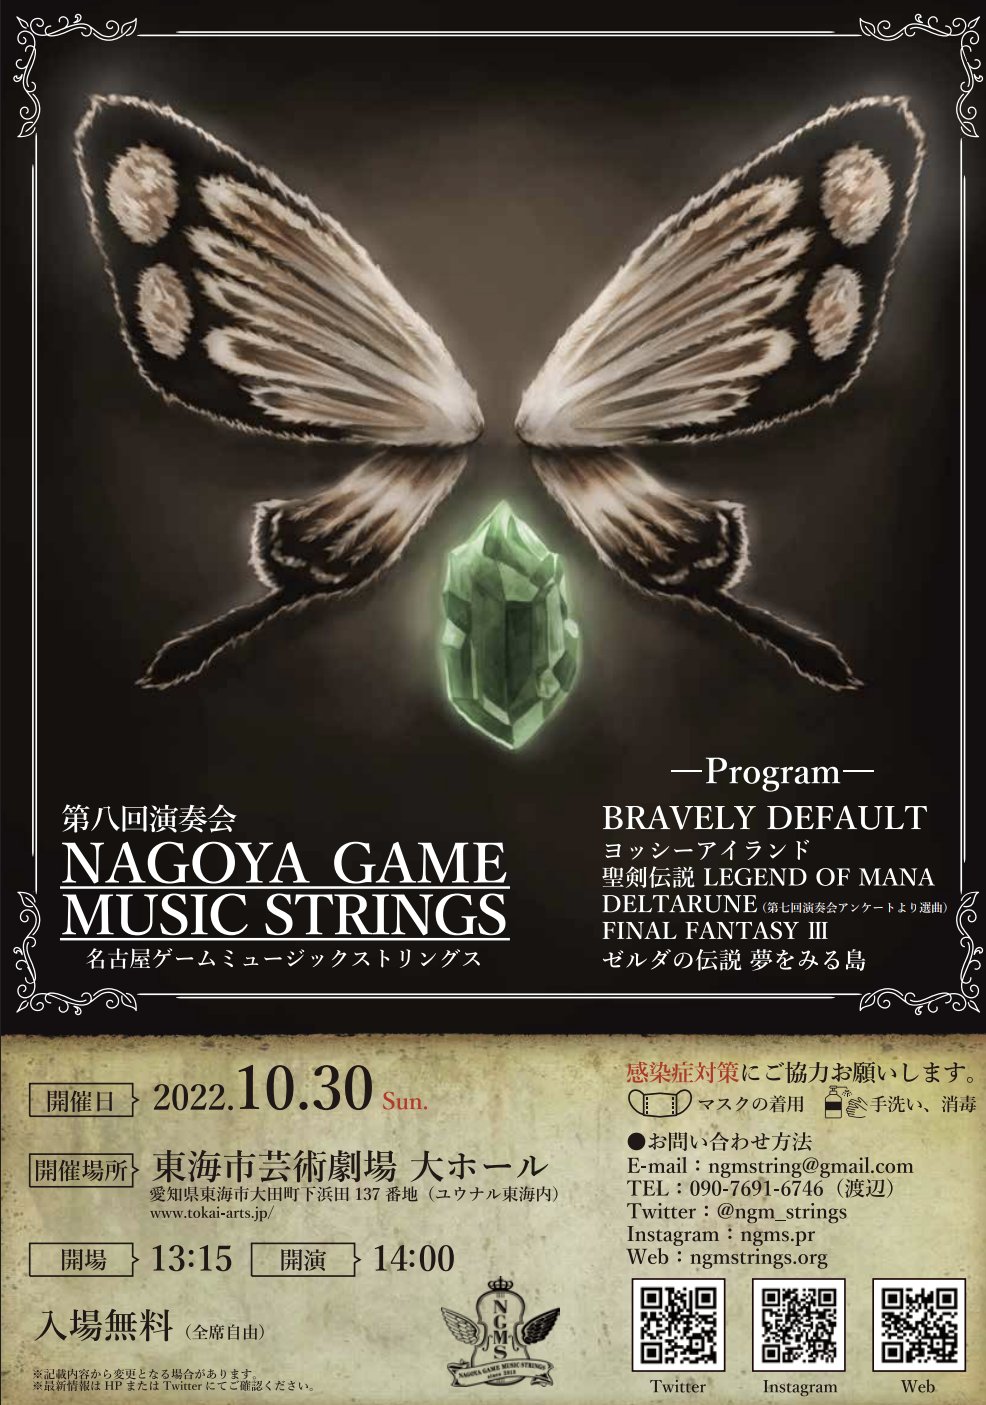 第八回演奏会
NAGOYA GAME
MUSIC STRINGS
名古屋ゲームミュージックストリングス
—Program—
BRAVELY DEFAULT
ヨッシーアイランド
聖剣伝説 LEGEND OF MANA
DELTARUNE（第七回演奏会アンケートより選曲）
FINAL FANTASY Ⅲ
ゼルダの伝説 夢をみる島
開催日 2022.10.30 Sun.
開催場所 東海市芸術劇場 大ホール
愛知県東海市大田町下浜田 137 番地（ユウナル東海内）
www.tokai-arts.jp/
開場 13:15 開演 14:00
入場無料（全席自由）
※記載内容から変更となる場合があります。
※最新情報は HP または Twitter にてご確認ください。
NGMS
NAGOYA GAME MUSIC STRINGS
since 2013
感染症対策にご協力お願いします。
マスクの着用 手洗い、消毒
●お問い合わせ方法
E-mail：ngmstring@gmail.com
TEL：090-7691-6746（渡辺）
Twitter：@ngm_strings
Instagram：ngms.pr
Web：ngmstrings.org
Twitter Instagram Web